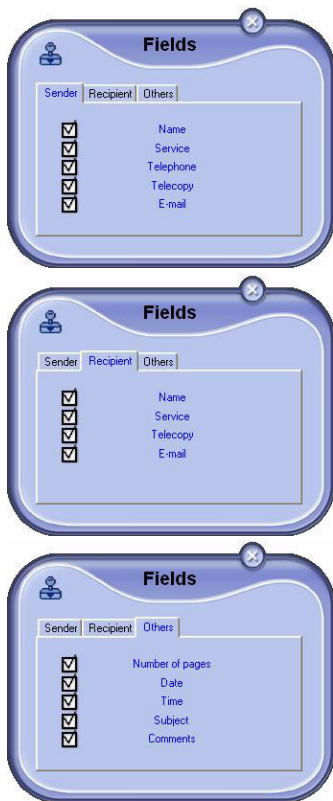 Fields
Sender Recipient Others
Name
Service
Telephone
Telecopy
E-mail
Fields
Sender Recipient Others
Name
Service
Telecopy
E-mail
Fields
Sender Recipient Others
Number of pages
Date
Time
Subject
Comments